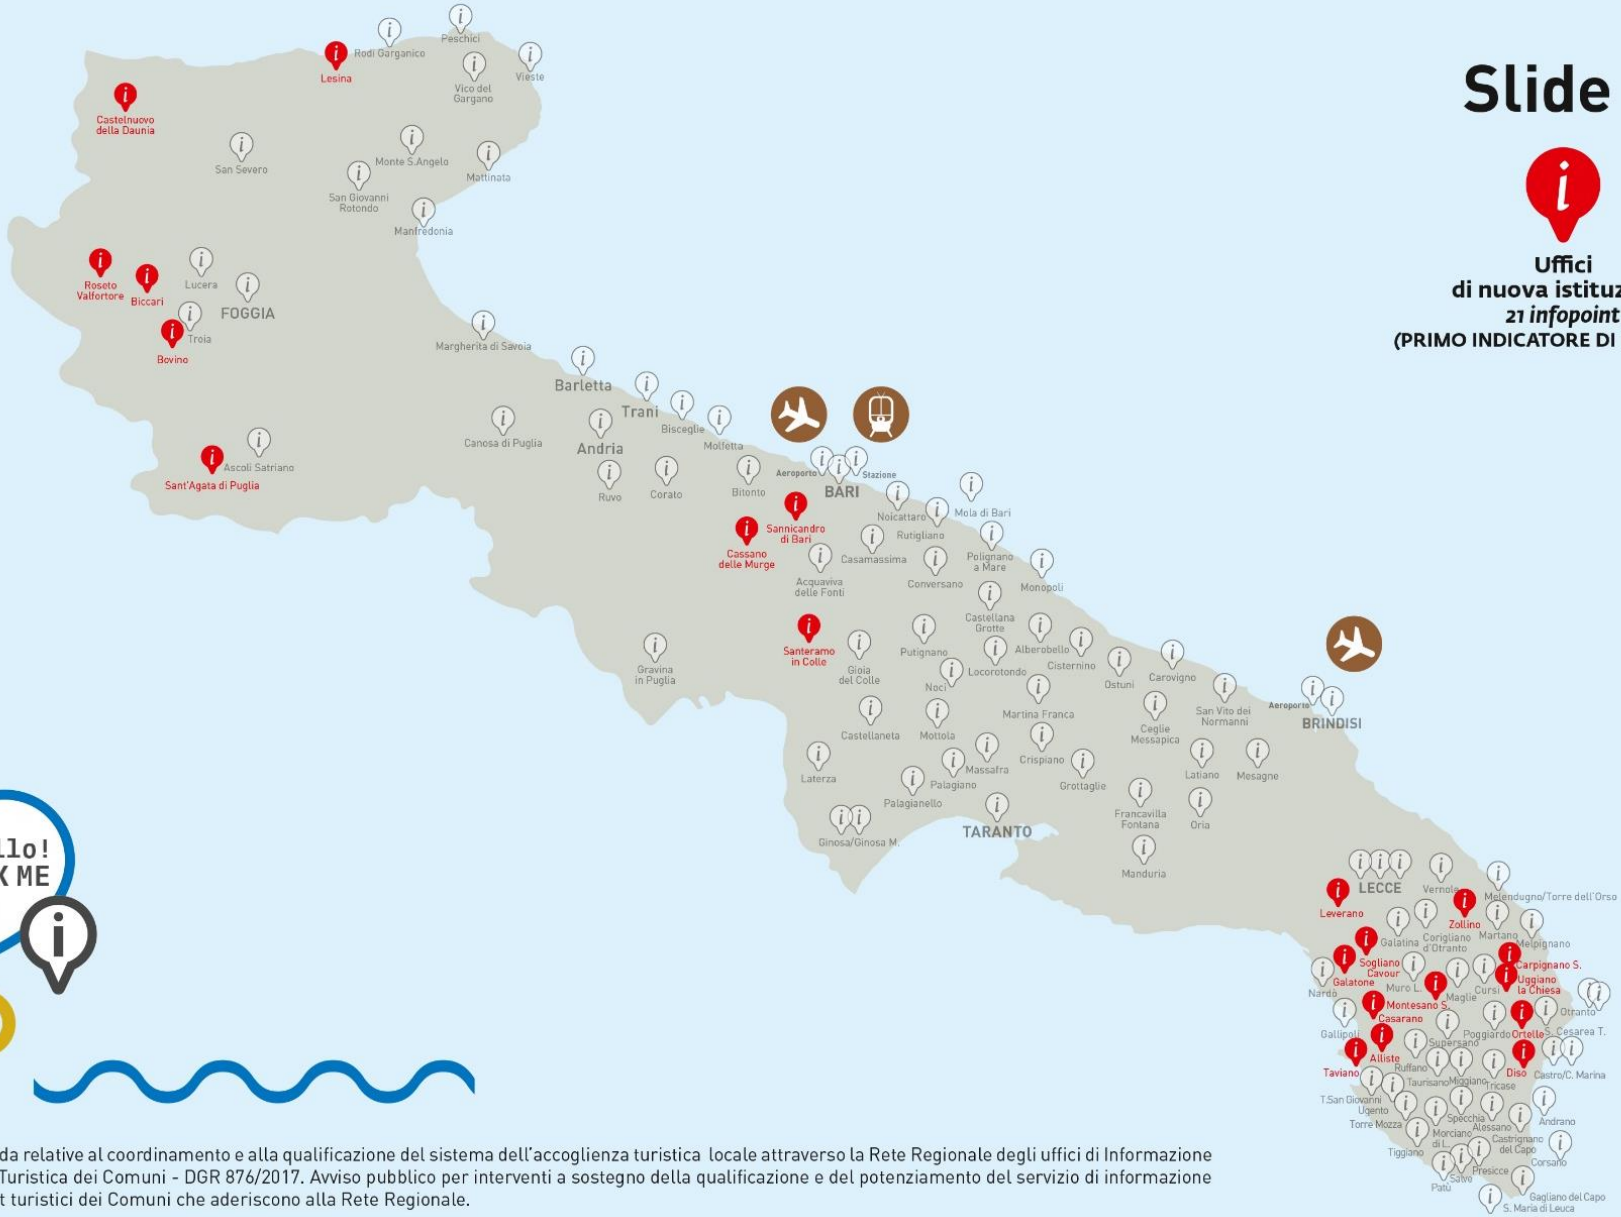 Slide
Uffici
di nuova istituz
21 infopoint
(PRIMO INDICATORE DI
Peschici
Rodi Garganico
Lesina
Vieste
Vico del
Gargano
Castelnuovo
della Daunia
San Severo
Monte S.Angelo
Mattinata
San Giovanni
Rotondo
Manfredonia
Roseto
Valfortore
Biccari
Lucera
FOGGIA
Troia
Bovino
Margherita di Savoia
Barletta
Trani
Bisceglie
Molfetta
Canosa di Puglia
Andria
Ascoli Satriano
Sant'Agata di Puglia
Ruvo
Corato
Bitonto
Aeroporto
Stazione
BARI
Noicattaro
Mola di Bari
Sannicandro
di Bari
Rutigliano
Cassano
delle Murge
Casamassima
Polignano
a Mare
Acquaviva
delle Fonti
Conversano
Monopoli
Castellana
Grotte
Santeramo
in Colle
Putignano
Alberobello
Cisternino
Gravina
in Puglia
Gioia
del Colle
Locorotondo
Noci
Ostuni
Carovigno
Martina Franca
San Vito dei
Normanni
Aeroporto
BRINDISI
Castellaneta
Mottola
Ceglie
Messapica
Crispiano
Laterza
Massafra
Palagiano
Grottaglie
Latiano
Mesagne
Palagianello
Francavilla
Fontana
Oria
TARANTO
Ginosa/Ginosa M.
Manduria
LECCE
Vernole
Melendugno/Torre dell'Orso
Leverano
Zollino
Galatina
Corigliano
d'Otranto
Martano
Melpignano
Sogliano
Cavour
Carpignano S.
Galatone
Nardò
Muro L.
Maglie
Cursi
Uggiano
la Chiesa
Montesano S.
Casarano
Otranto
Gallipoli
Supersano
Poggiardo
Ortelle
S. Cesarea T.
Alliste
Taviano
Ruffano
Taurisano
Miggiano
Tricase
Diso
Castro/C. Marina
T.San Giovanni
Ugento
Torre Mozza
Specchia
Alessano
Andrano
Morciano
di L.
Castrignano
del Capo
Tiggiano
Corsano
Presicce
Salve
Patù
Gagliano del Capo
S. Maria di Leuca
llo!
K ME
da relative al coordinamento e alla qualificazione del sistema dell'accoglienza turistica locale attraverso la Rete Regionale degli uffici di Informazione
Turistica dei Comuni - DGR 876/2017. Avviso pubblico per interventi a sostegno della qualificazione e del potenziamento del servizio di informazione
t turistici dei Comuni che aderiscono alla Rete Regionale.